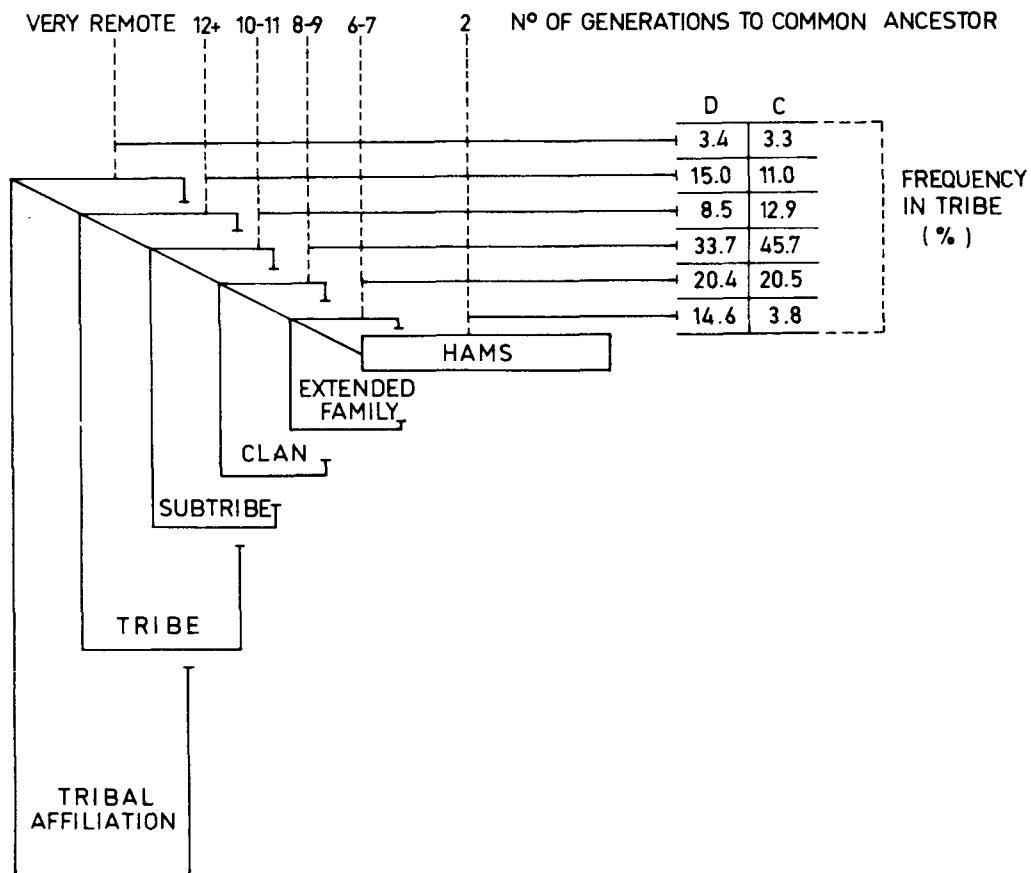 VERY REMOTE 12+ 10-11 8-9 6-7 2 Nº OF GENERATIONS TO COMMON ANCESTOR
D C
3.4 3.3
15.0 11.0
8.5 12.9
33.7 45.7
20.4 20.5
14.6 3.8
FREQUENCY
IN TRIBE
(%)
HAMS
EXTENDED
FAMILY
CLAN
SUBTRIBE
TRIBE
TRIBAL
AFFILIATION